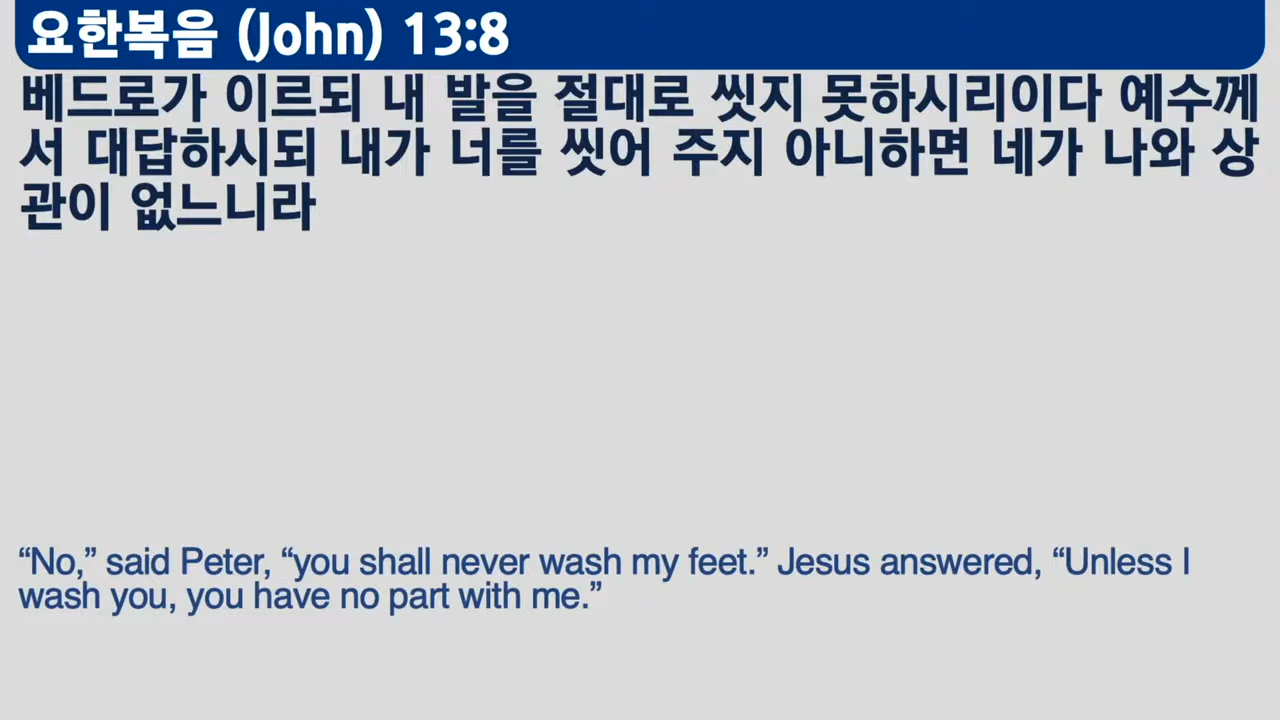 요한복음 (John) 13:8
베드로가 이르되 내 발을 절대로 씻지 못하시리이다 예수께
서 대답하시되 내가 너를 씻어 주지 아니하면 네가 나와 상
관이 없느니라
“No,” said Peter, “you shall never wash my feet.” Jesus answered, “Unless I
wash you, you have no part with me.”